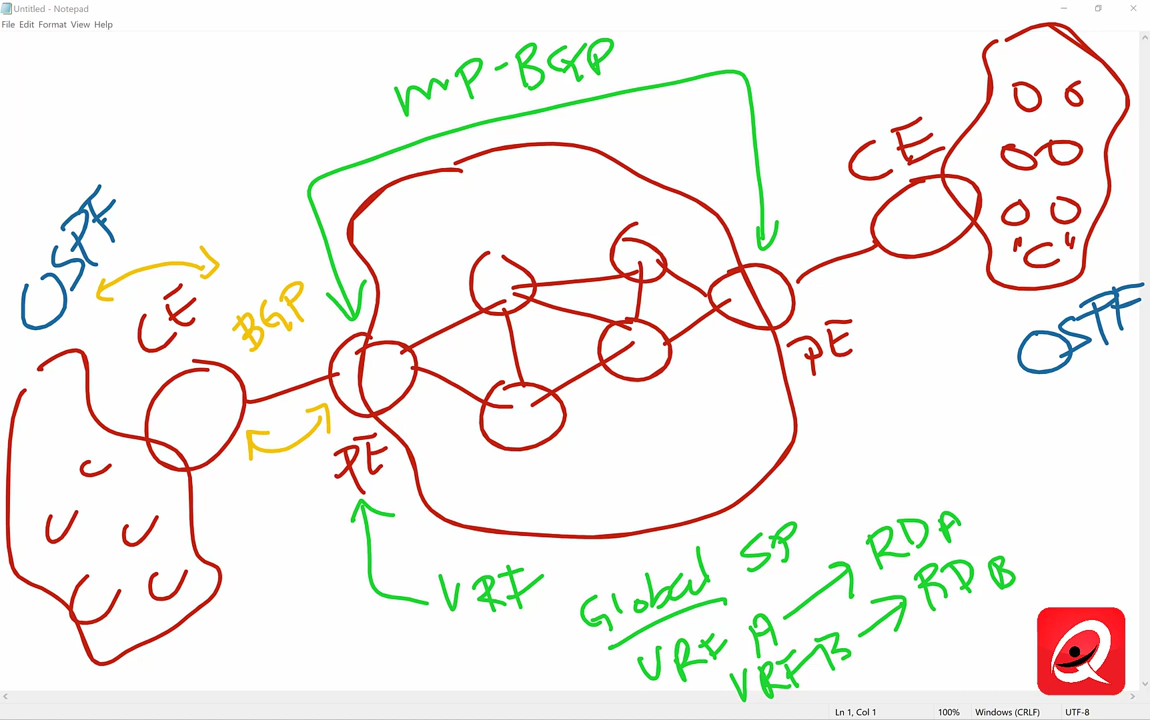 Untitled - Notepad
File Edit Format View Help
mP-BGP
CE
OSPF
CE
BGP
"C"
OSPF
PE
PE
VRF
Global SP
VRF A RD A
VRF B RD B
Ln 1, Col 1 100% Windows (CRLF) UTF-8